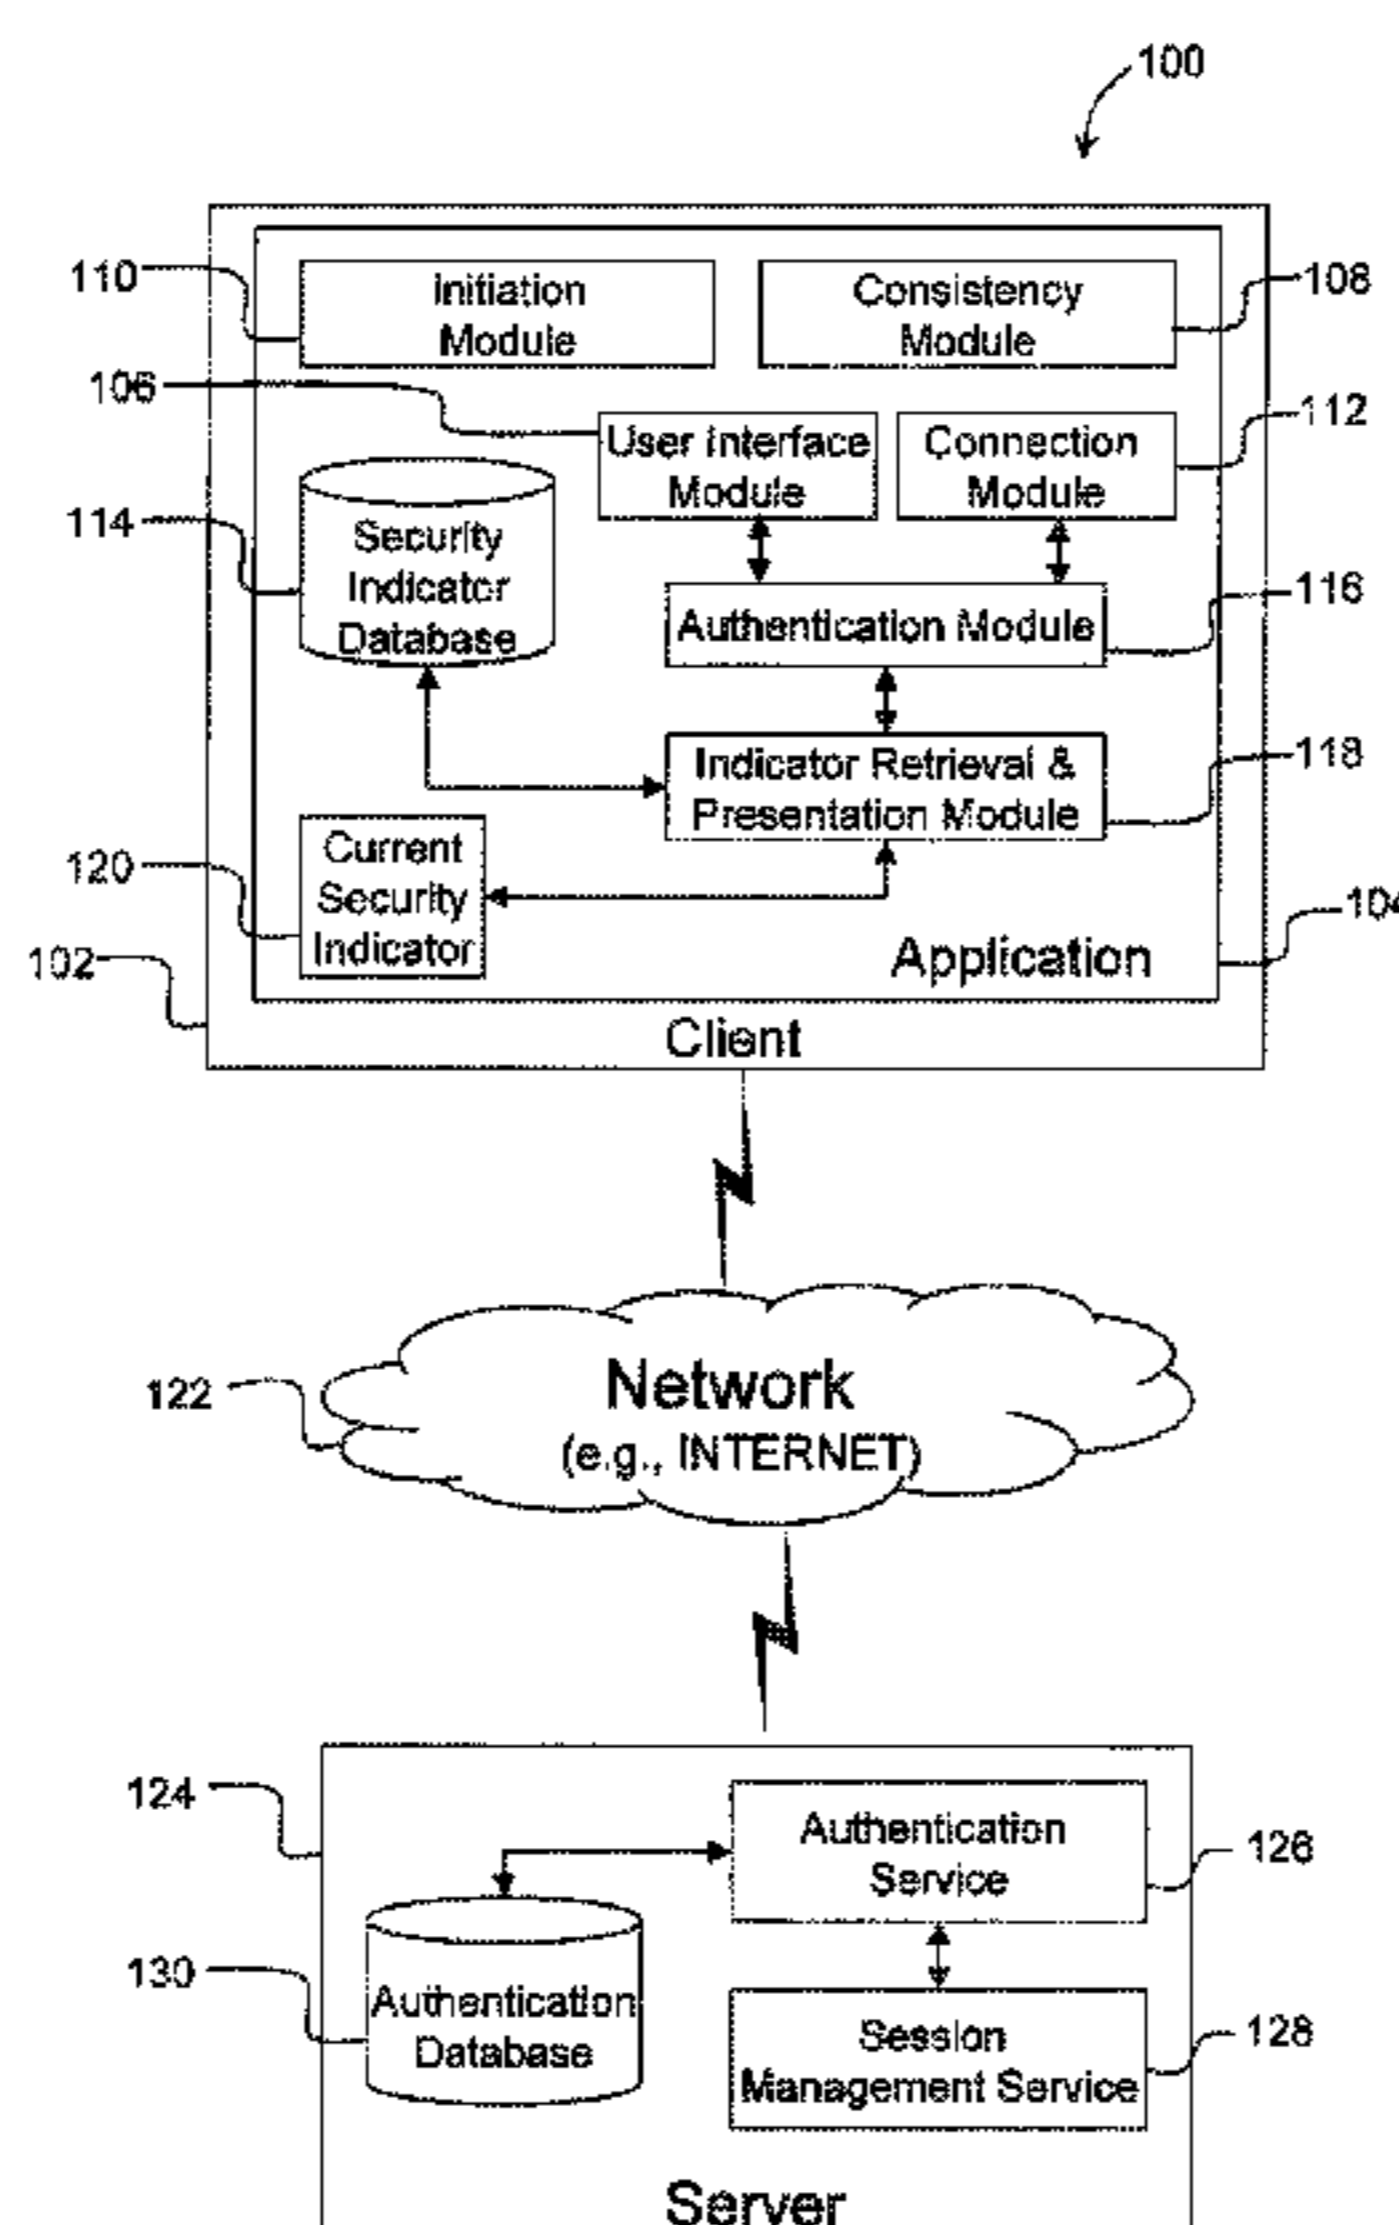 100
110
Initiation
Module
Consistency
Module
108
106
User Interface
Module
Connection
Module
112
114
Security
Indicator
Database
Authentication Module
116
Indicator Retrieval &
Presentation Module
118
120
Current
Security
Indicator
102
Application
104
Client
122
Network
(e.g., INTERNET)
124
Authentication
Service
126
130
Authentication
Database
Session
Management Service
128
Server